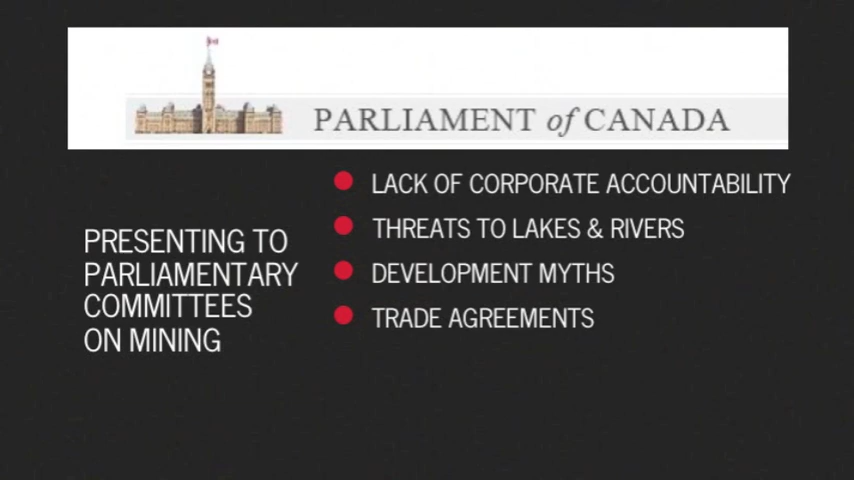 PARLIAMENT of CANADA
PRESENTING TO
PARLIAMENTARY
COMMITTEES
ON MINING
LACK OF CORPORATE ACCOUNTABILITY
THREATS TO LAKES & RIVERS
DEVELOPMENT MYTHS
TRADE AGREEMENTS